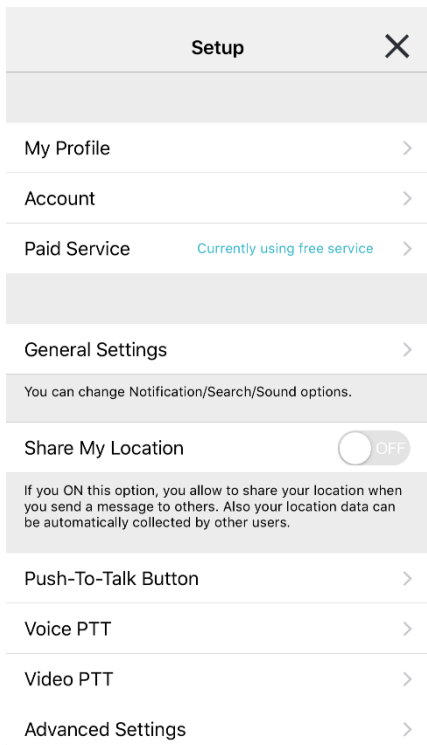 Setup
My Profile
Account
Paid Service Currently using free service
General Settings
You can change Notification/Search/Sound options.
Share My Location OFF
If you ON this option, you allow to share your location when
you send a message to others. Also your location data can
be automatically collected by other users.
Push-To-Talk Button
Voice PTT
Video PTT
Advanced Settings